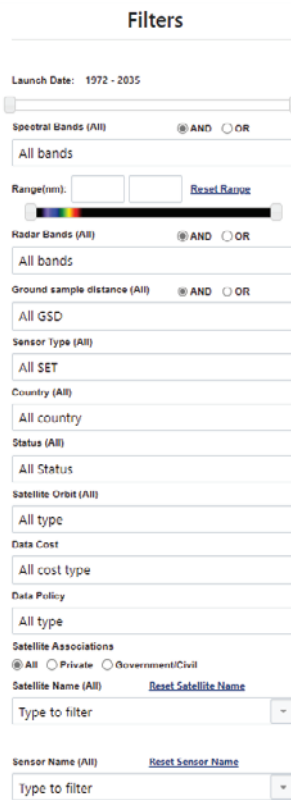 Filters
Launch Date: 1972 - 2035
Spectral Bands (All) AND OR
All bands
Range(nm): Reset Range
Radar Bands (All) AND OR
All bands
Ground sample distance (All) AND OR
All GSD
Sensor Type (All)
All SET
Country (All)
All country
Status (All)
All Status
Satellite Orbit (All)
All type
Data Cost
All cost type
Data Policy
All type
Satellite Associations
All Private Government/Civil
Satellite Name (All) Reset Satellite Name
Type to filter
Sensor Name (All) Reset Sensor Name
Type to filter